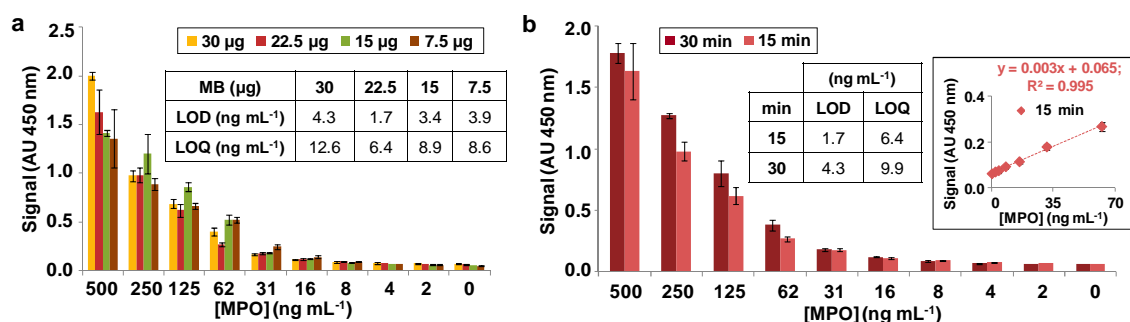 a
30 µg 22.5 µg 15 µg 7.5 µg
MB (µg) 30 22.5 15 7.5
LOD (ng mL⁻¹) 4.3 1.7 3.4 3.9
LOQ (ng mL⁻¹) 12.6 6.4 8.9 8.6
Signal (AU 450 nm)
2.5
2.0
1.5
1.0
0.5
0.0
500 250 125 62 31 16 8 4 2 0
[MPO] (ng mL⁻¹)
b
30 min 15 min
(ng mL⁻¹)
min LOD LOQ
15 1.7 6.4
30 4.3 9.9
Signal (AU 450 nm)
2.0
1.5
1.0
0.5
0.0
500 250 125 62 31 16 8 4 2 0
[MPO] (ng mL⁻¹)
y = 0.003x + 0.065;
R² = 0.995
15 min
Signal (AU 450 nm)
0.4
0.2
0.0
0 35 70
[MPO] (ng mL⁻¹)